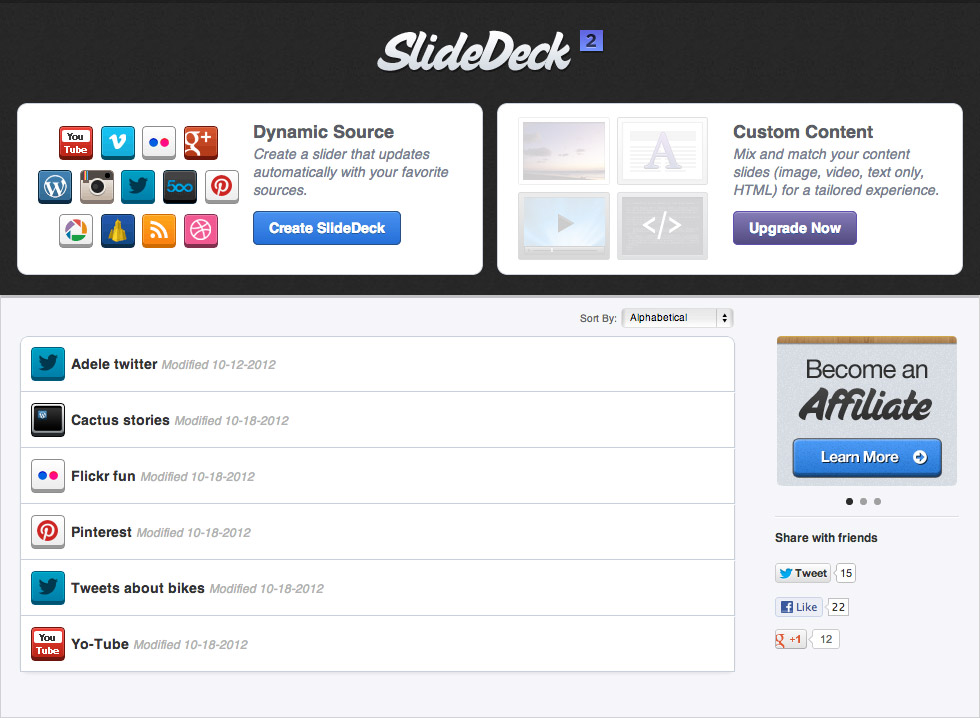 SlideDeck 2
You
Tube
g+
500
Dynamic Source
Create a slider that updates
automatically with your favorite
sources.
Create SlideDeck
A
</>
Custom Content
Mix and match your content
slides (image, video, text only,
HTML) for a tailored experience.
Upgrade Now
Sort By: Alphabetical
Adele twitter Modified 10-12-2012
Cactus stories Modified 10-18-2012
Flickr fun Modified 10-18-2012
Pinterest Modified 10-18-2012
Tweets about bikes Modified 10-18-2012
You
Tube
Yo-Tube Modified 10-18-2012
Become an
Affiliate
Learn More
Share with friends
Tweet 15
Like 22
g +1 12